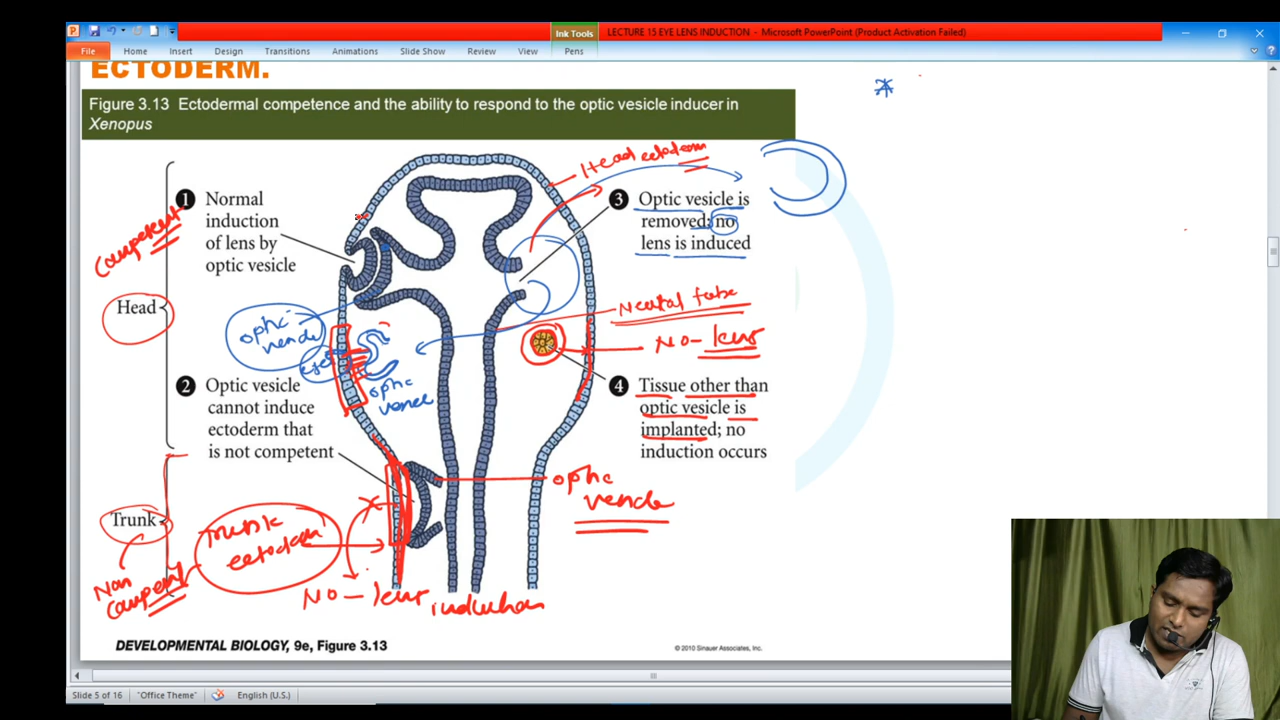 Ink Tools
LECTURE 15 EYE LENS INDUCTION - Microsoft PowerPoint (Product Activation Failed)
File Home Insert Design Transitions Animations Slide Show Review View Pens
ECTODERM.
Figure 3.13 Ectodermal competence and the ability to respond to the optic vesicle inducer in
Xenopus
Head ectoderm
1 Normal
induction
of lens by
optic vesicle
Competent
Head
3 Optic vesicle is
removed; no
lens is induced
Neutal tube
No-lens
optic
vesicle
optic
vesicle
2 Optic vesicle
cannot induce
ectoderm that
is not competent
4 Tissue other than
optic vesicle is
implanted; no
induction occurs
optic
vesicle
Trunk
Trunk
ectoderm
Non
Competent
No-lens induction
DEVELOPMENTAL BIOLOGY, 9e, Figure 3.13
© 2010 Sinauer Associates, Inc.
Slide 5 of 16 "Office Theme" English (U.S.)